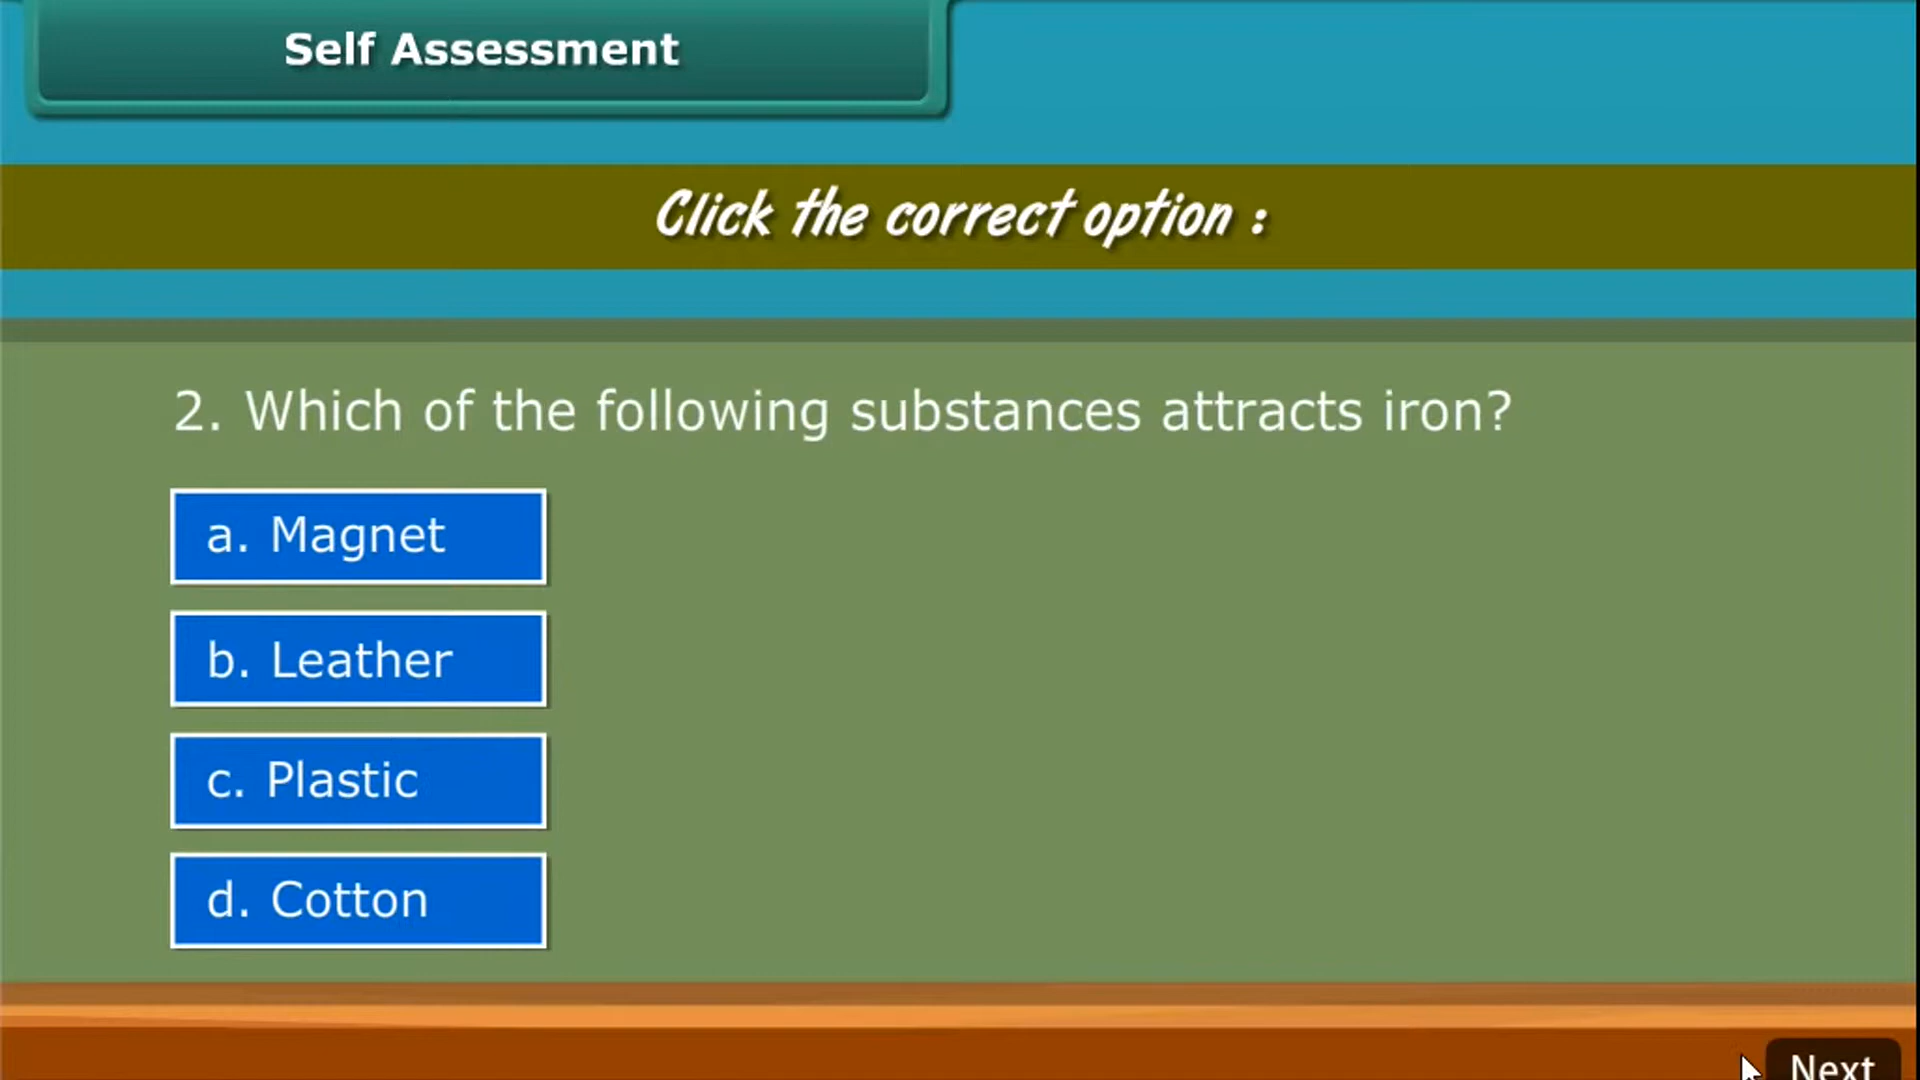 Self Assessment
Click the correct option :
2. Which of the following substances attracts iron?
a. Magnet
b. Leather
c. Plastic
d. Cotton
Next